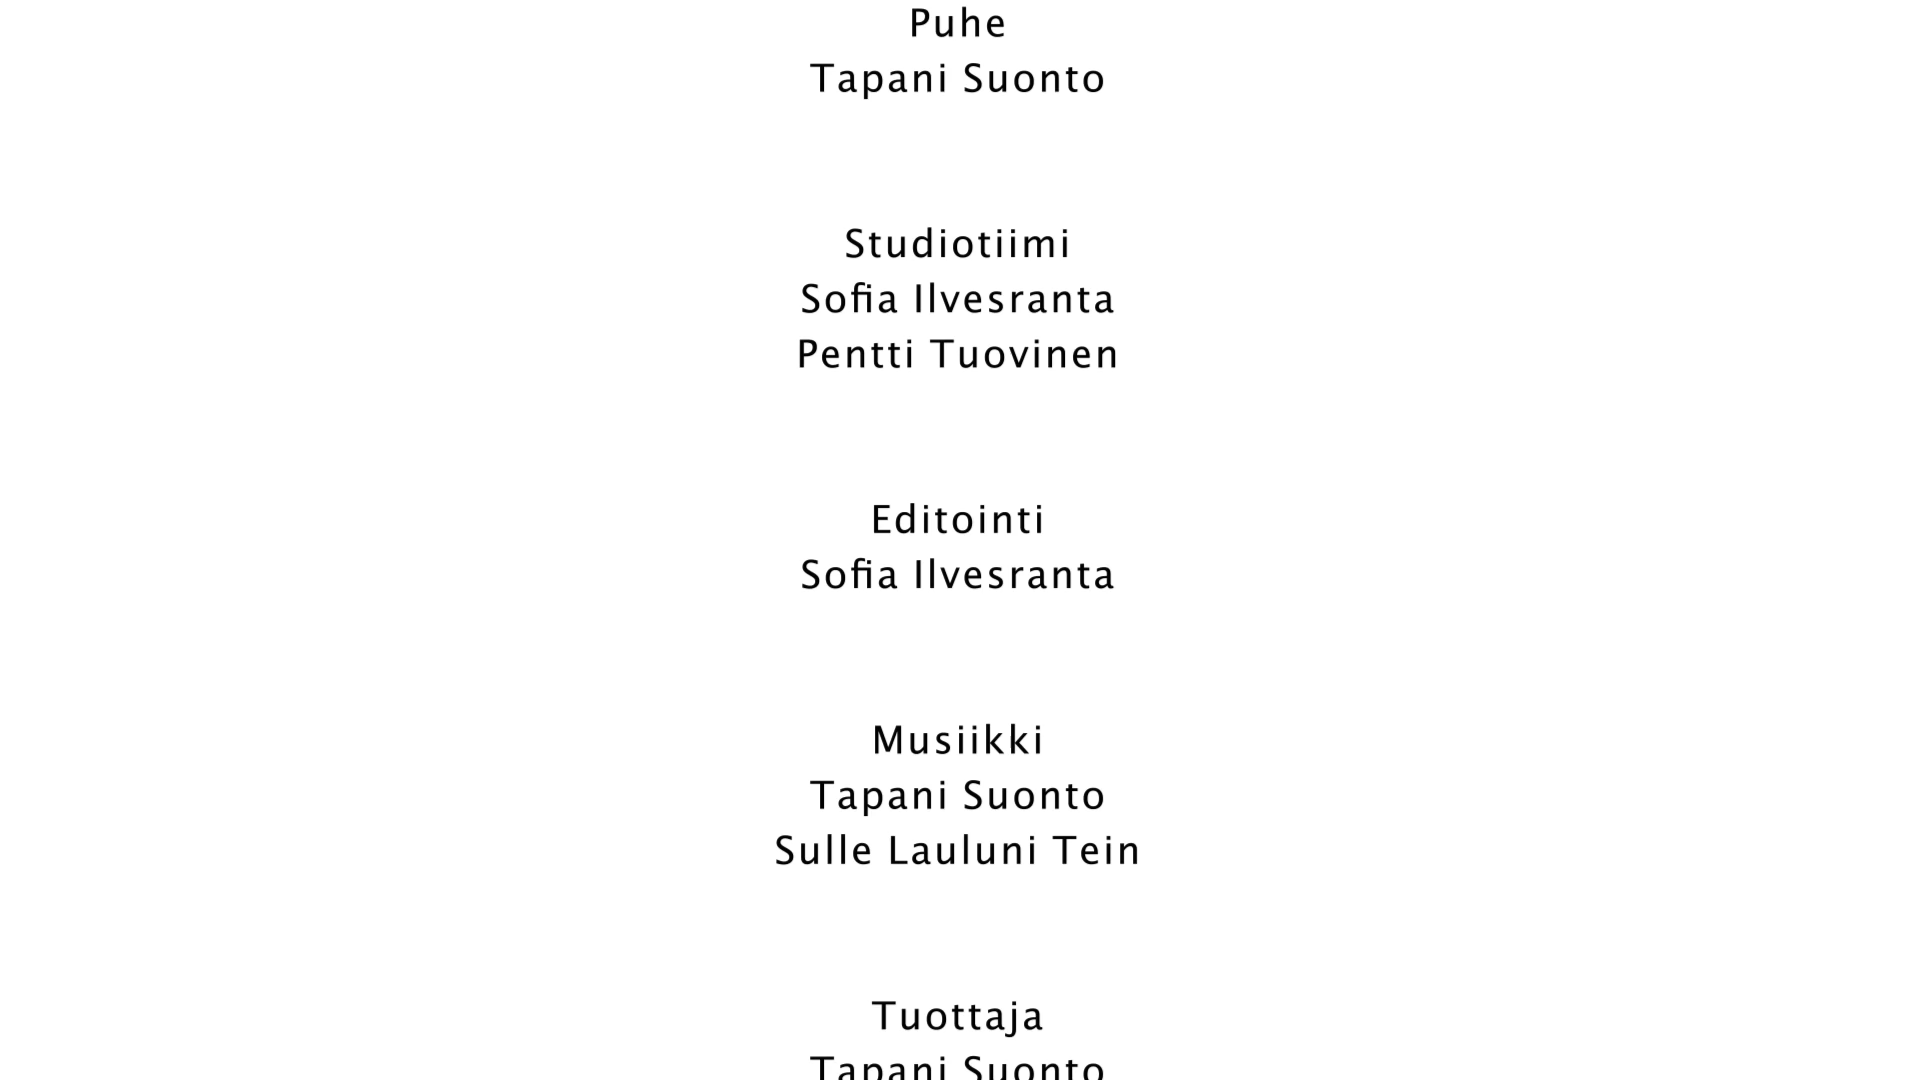 Puhe
Tapani Suonto
Studiotiimi
Sofia Ilvesranta
Pentti Tuovinen
Editointi
Sofia Ilvesranta
Musiikki
Tapani Suonto
Sulle Lauluni Tein
Tuottaja
Tapani Suonto